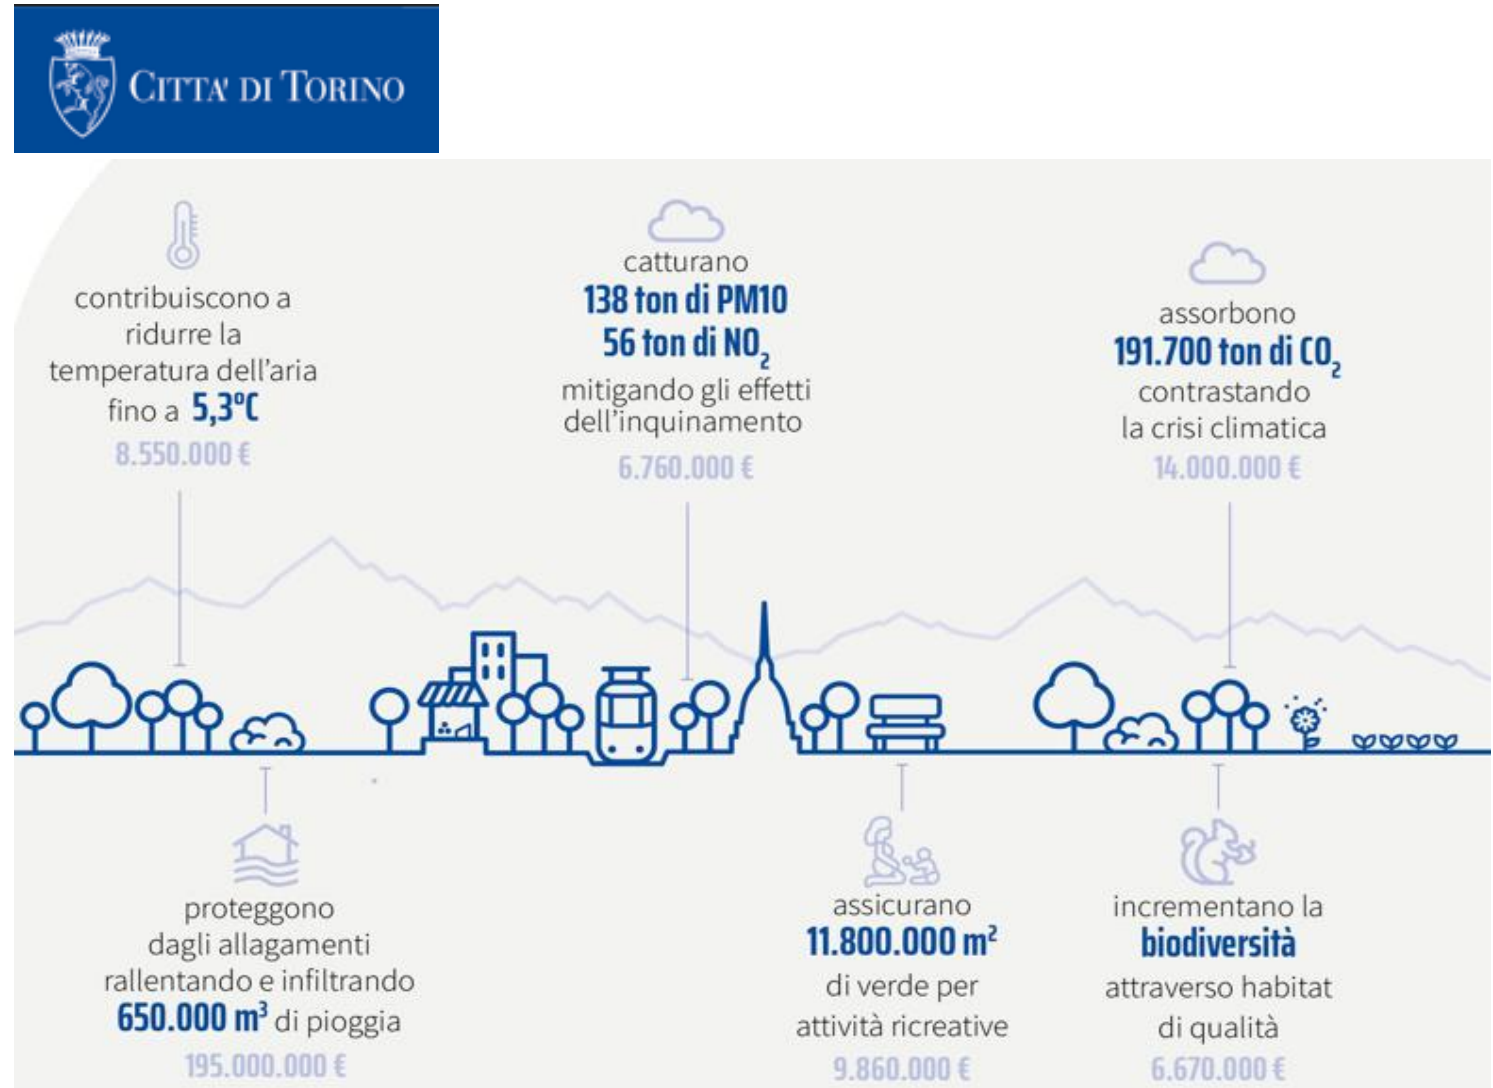 CITTA' DI TORINO
contribuiscono a
ridurre la
temperatura dell'aria
fino a 5,3°C
8.550.000 €
catturano
138 ton di PM10
56 ton di NO₂
mitigando gli effetti
dell'inquinamento
6.760.000 €
assorbono
191.700 ton di CO₂
contrastando
la crisi climatica
14.000.000 €
proteggono
dagli allagamenti
rallentando e infiltrando
650.000 m³ di pioggia
195.000.000 €
assicurano
11.800.000 m²
di verde per
attività ricreative
9.860.000 €
incrementano la
biodiversità
attraverso habitat
di qualità
6.670.000 €